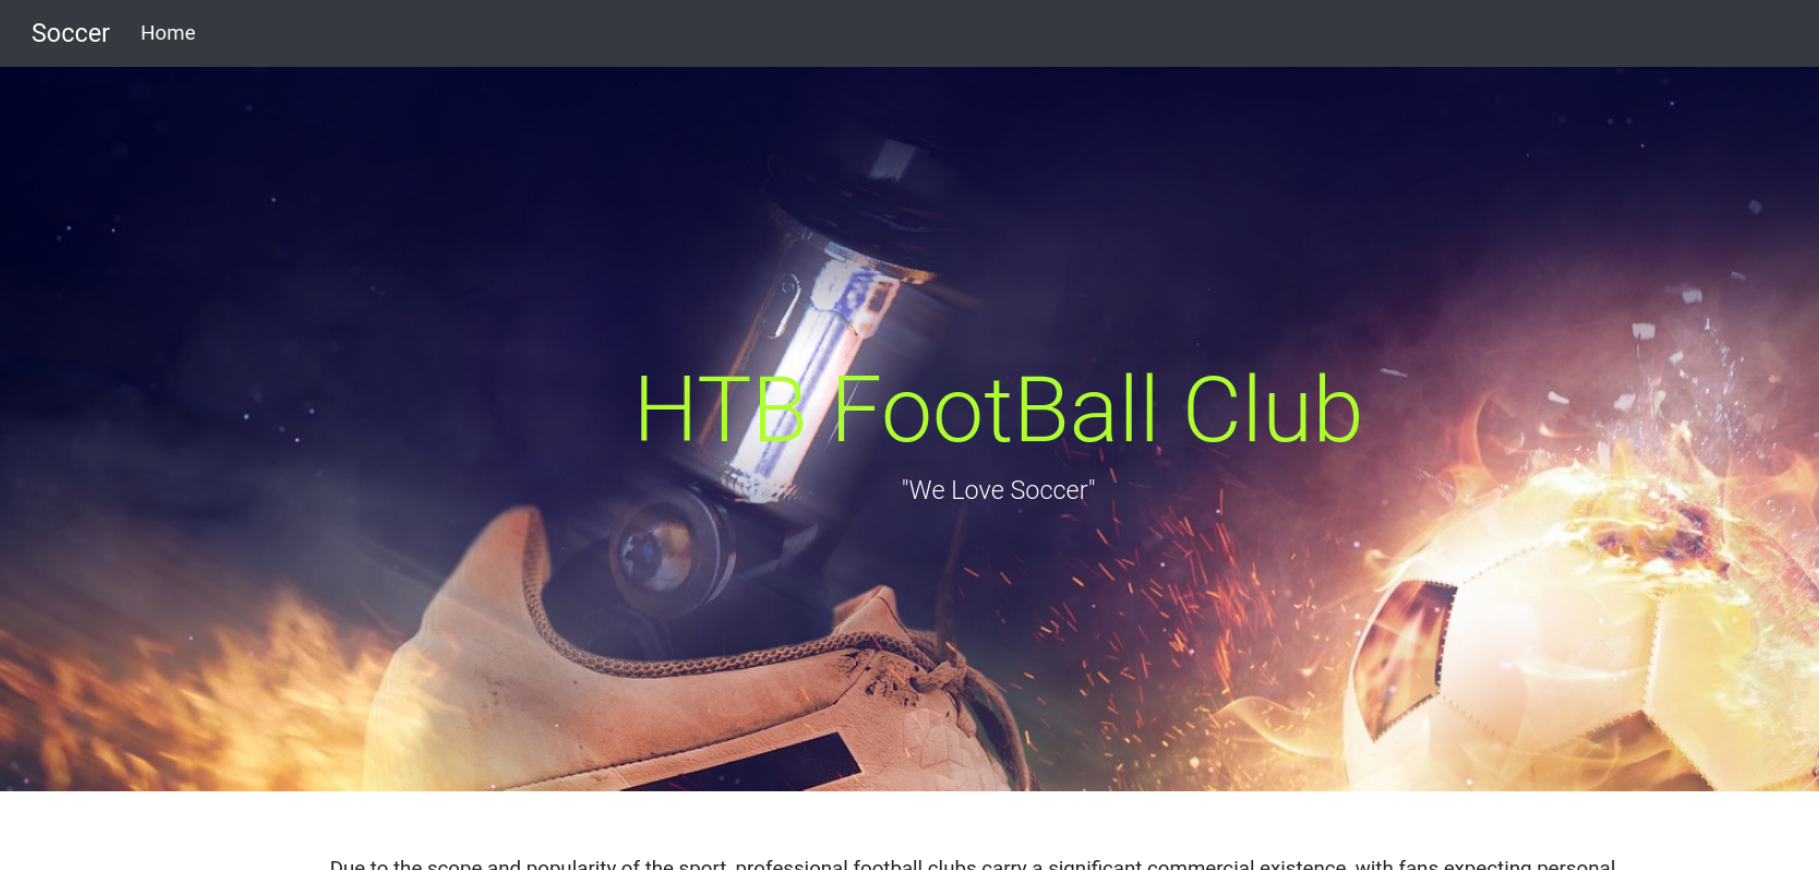 Soccer Home
HTB FootBall Club
"We Love Soccer"
Due to the scope and popularity of the sport, professional football clubs carry a significant commercial existence, with fans expecting personal